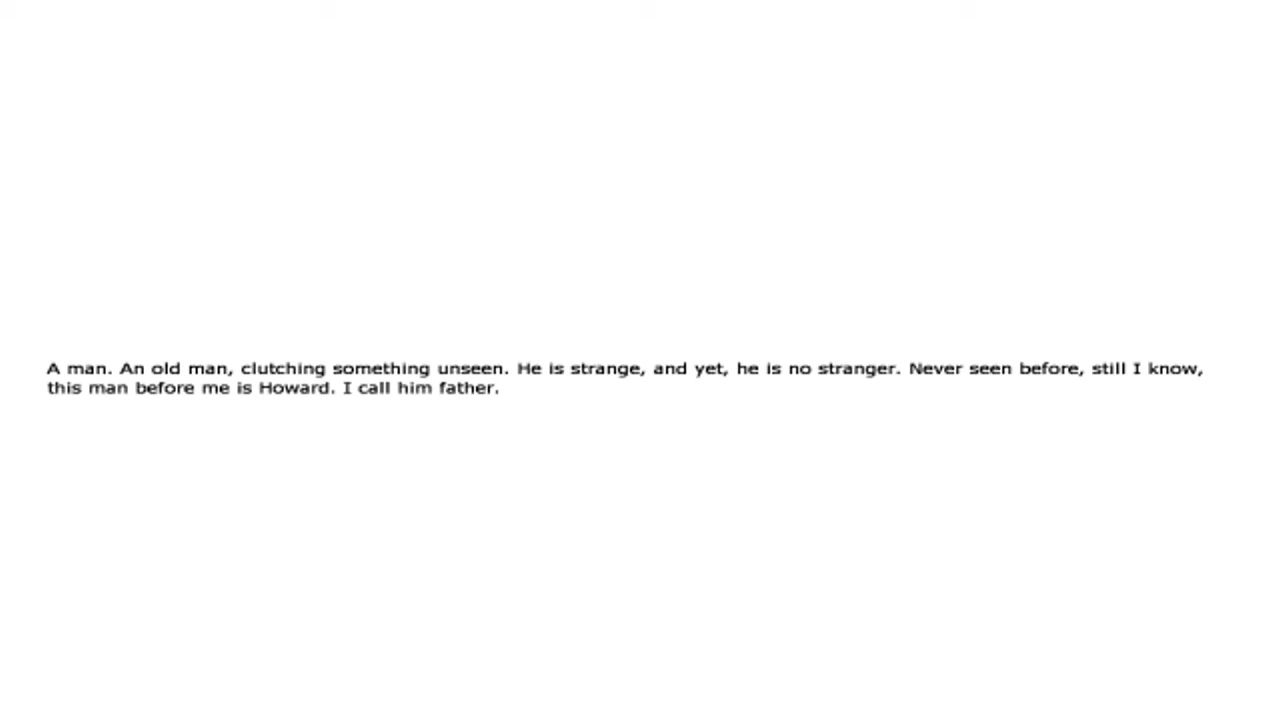 A man. An old man, clutching something unseen. He is strange, and yet, he is no stranger. Never seen before, still I know,
this man before me is Howard. I call him father.